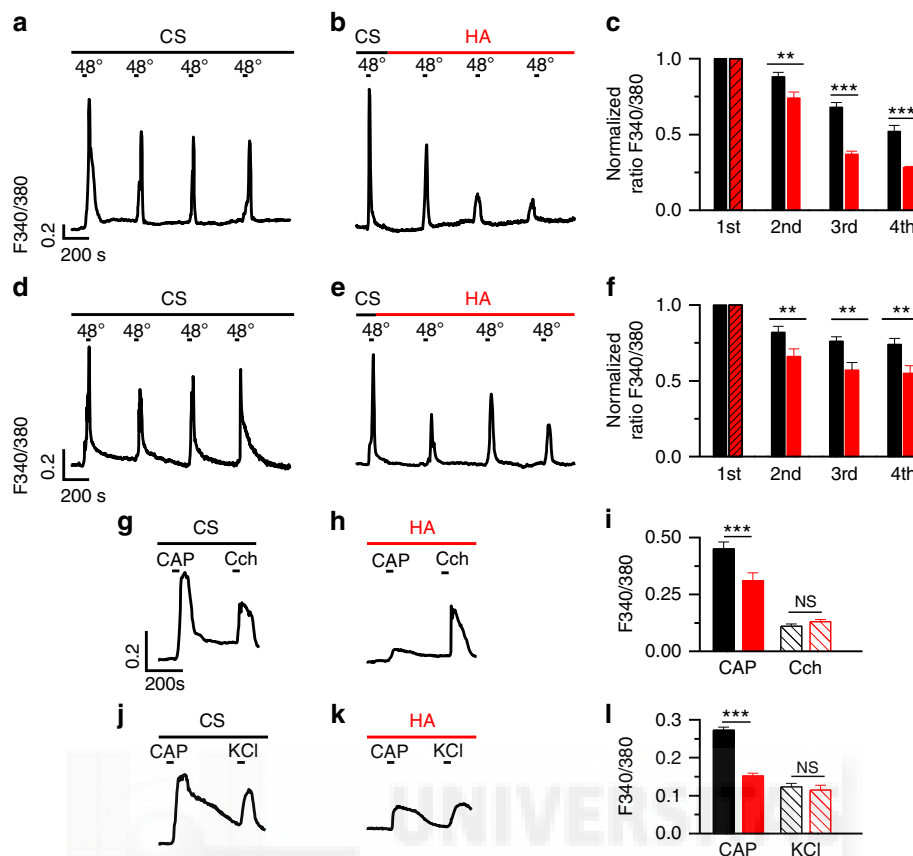 a
CS
48° 48° 48° 48°
F340/380
0.2
200 s
b
CS HA
48° 48° 48° 48°
c
Normalized
ratio F340/380
1.0
0.5
0.0
** *** ***
1st 2nd 3rd 4th
d
CS
48° 48° 48° 48°
F340/380
0.2
200 s
e
CS HA
48° 48° 48° 48°
f
Normalized
ratio F340/380
1.0
0.5
0.0
** ** **
1st 2nd 3rd 4th
g
CS
CAP Cch
0.2
200s
h
HA
CAP Cch
i
F340/380
0.50
0.25
0.00
***
NS
CAP Cch
j
CS
CAP KCl
k
HA
CAP KCl
l
F340/380
0.3
0.2
0.1
0.0
***
NS
CAP KCl